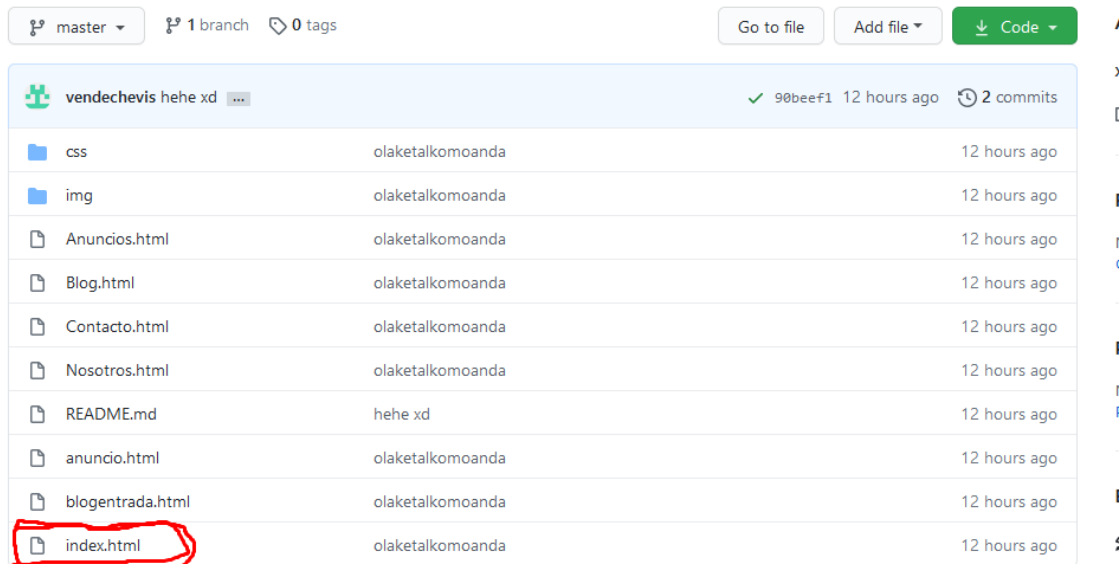 master 1 branch 0 tags Go to file Add file Code
vendechevis hehe xd ... 90beef1 12 hours ago 2 commits
css olaketalkomoanda 12 hours ago
img olaketalkomoanda 12 hours ago
Anuncios.html olaketalkomoanda 12 hours ago
Blog.html olaketalkomoanda 12 hours ago
Contacto.html olaketalkomoanda 12 hours ago
Nosotros.html olaketalkomoanda 12 hours ago
README.md hehe xd 12 hours ago
anuncio.html olaketalkomoanda 12 hours ago
blogentrada.html olaketalkomoanda 12 hours ago
index.html olaketalkomoanda 12 hours ago